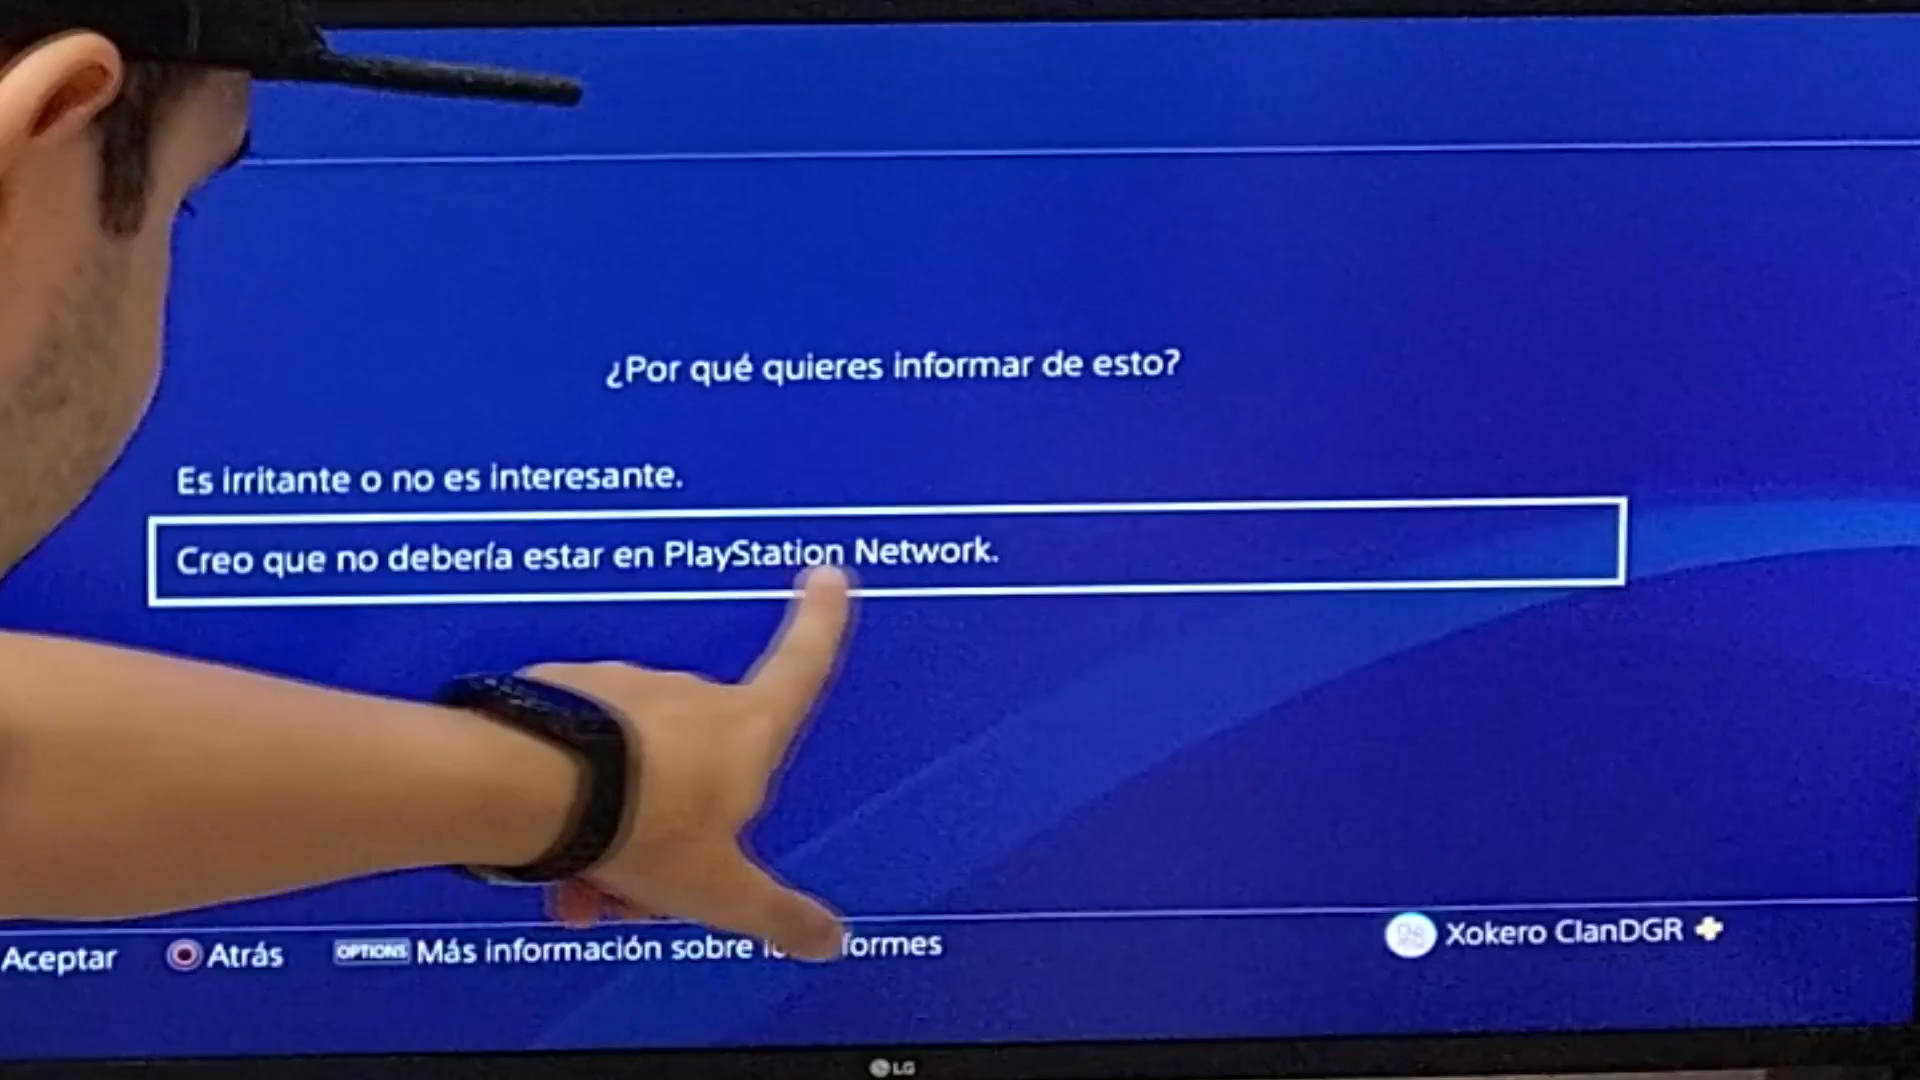 ¿Por qué quieres informar de esto?
Es irritante o no es interesante.
Creo que no debería estar en PlayStation Network.
Aceptar Atrás OPTIONS Más información sobre formes
Xokero ClanDGR
LG